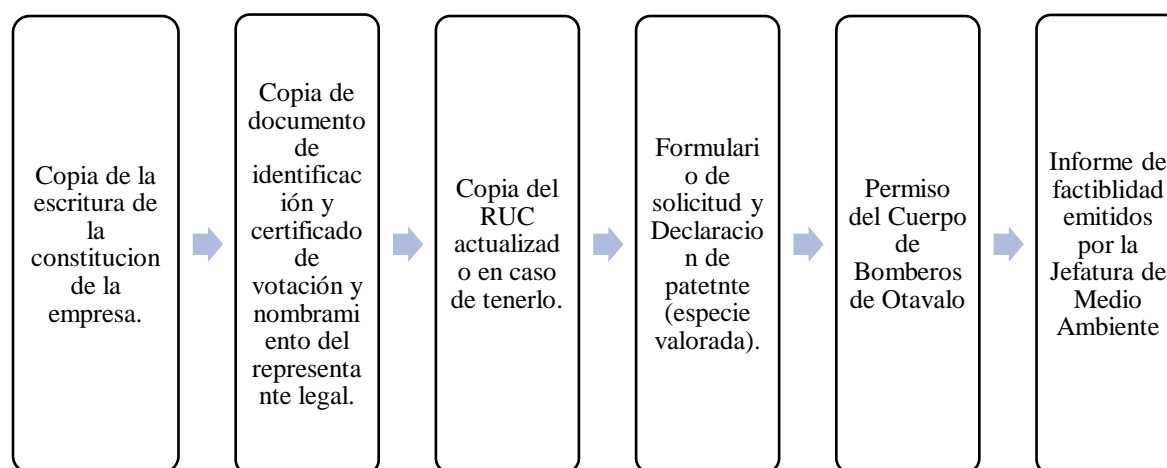 Copia de la
escritura de
la
constitucion
de la
empresa.
Copia de
documento
de
identificac
ión y
certificado
de
votación y
nombrami
ento del
representa
nte legal.
Copia del
RUC
actualizad
o en caso
de tenerlo.
Formulari
o de
solicitud y
Declaracio
n de
patetnte
(especie
valorada).
Permiso
del Cuerpo
de
Bomberos
de Otavalo
Informe de
factiblidad
emitidos
por la
Jefatura de
Medio
Ambiente